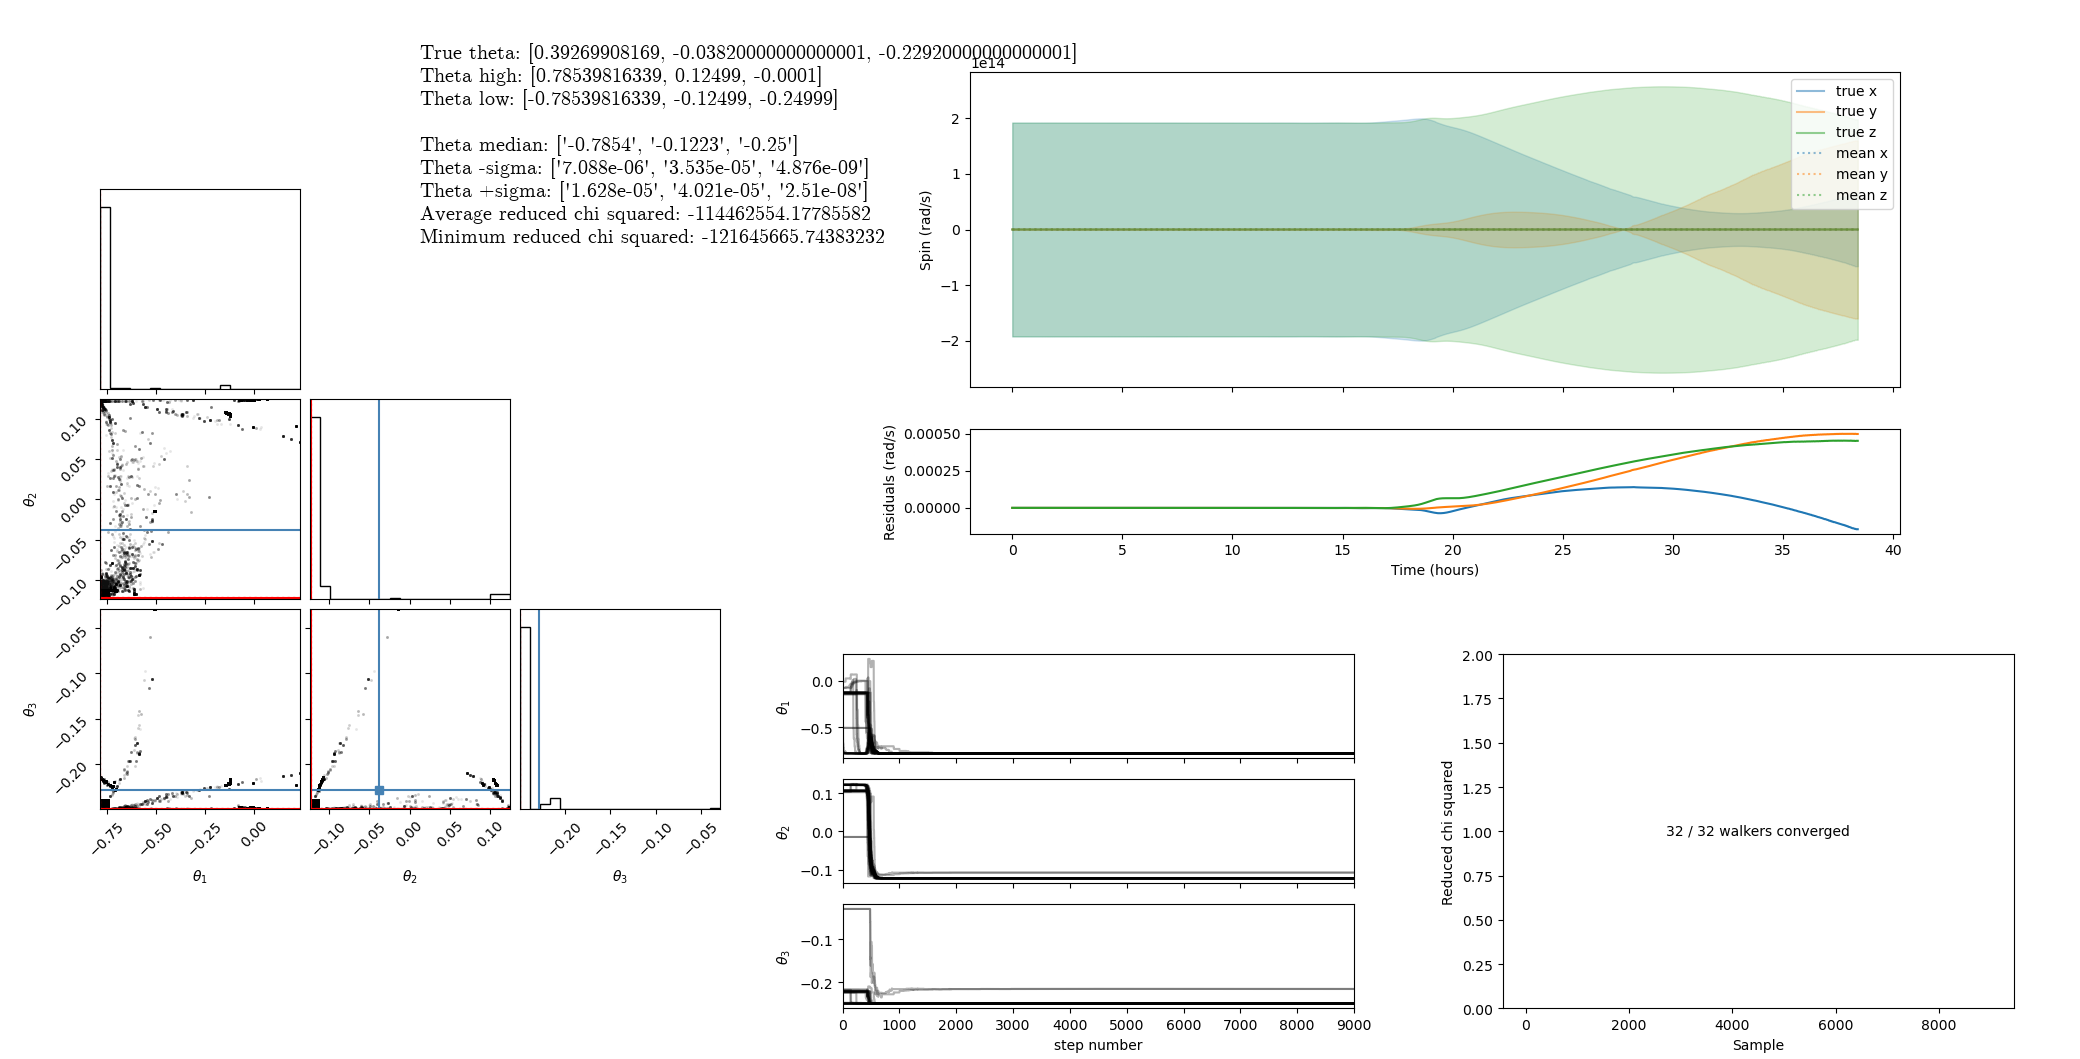 True theta: [0.39269908169, -0.03820000000000001, -0.22920000000000001]
Theta high: [0.78539816339, 0.12499, -0.0001]
Theta low: [-0.78539816339, -0.12499, -0.24999]
Theta median: ['-0.7854', '-0.1223', '-0.25']
Theta -sigma: ['7.088e-06', '3.535e-05', '4.876e-09']
Theta +sigma: ['1.628e-05', '4.021e-05', '2.51e-08']
Average reduced chi squared: -114462554.17785582
Minimum reduced chi squared: -121645665.74383232
1e14
2
1
0
−1
−2
Spin (rad/s)
true x
true y
true z
mean x
mean y
mean z
0.00050
0.00025
0.00000
Residuals (rad/s)
0 5 10 15 20 25 30 35 40
Time (hours)
0.10
0.05
0.00
−0.05
−0.10
θ2
−0.05
−0.10
−0.15
−0.20
θ3
−0.75 −0.50 −0.25 0.00
θ1
−0.10 −0.05 0.00 0.05 0.10
θ2
−0.20 −0.15 −0.10 −0.05
θ3
0.0
−0.5
θ1
0.1
0.0
−0.1
θ2
−0.1
−0.2
θ3
0 1000 2000 3000 4000 5000 6000 7000 8000 9000
step number
2.00
1.75
1.50
1.25
1.00
0.75
0.50
0.25
0.00
Reduced chi squared
32 / 32 walkers converged
0 2000 4000 6000 8000
Sample